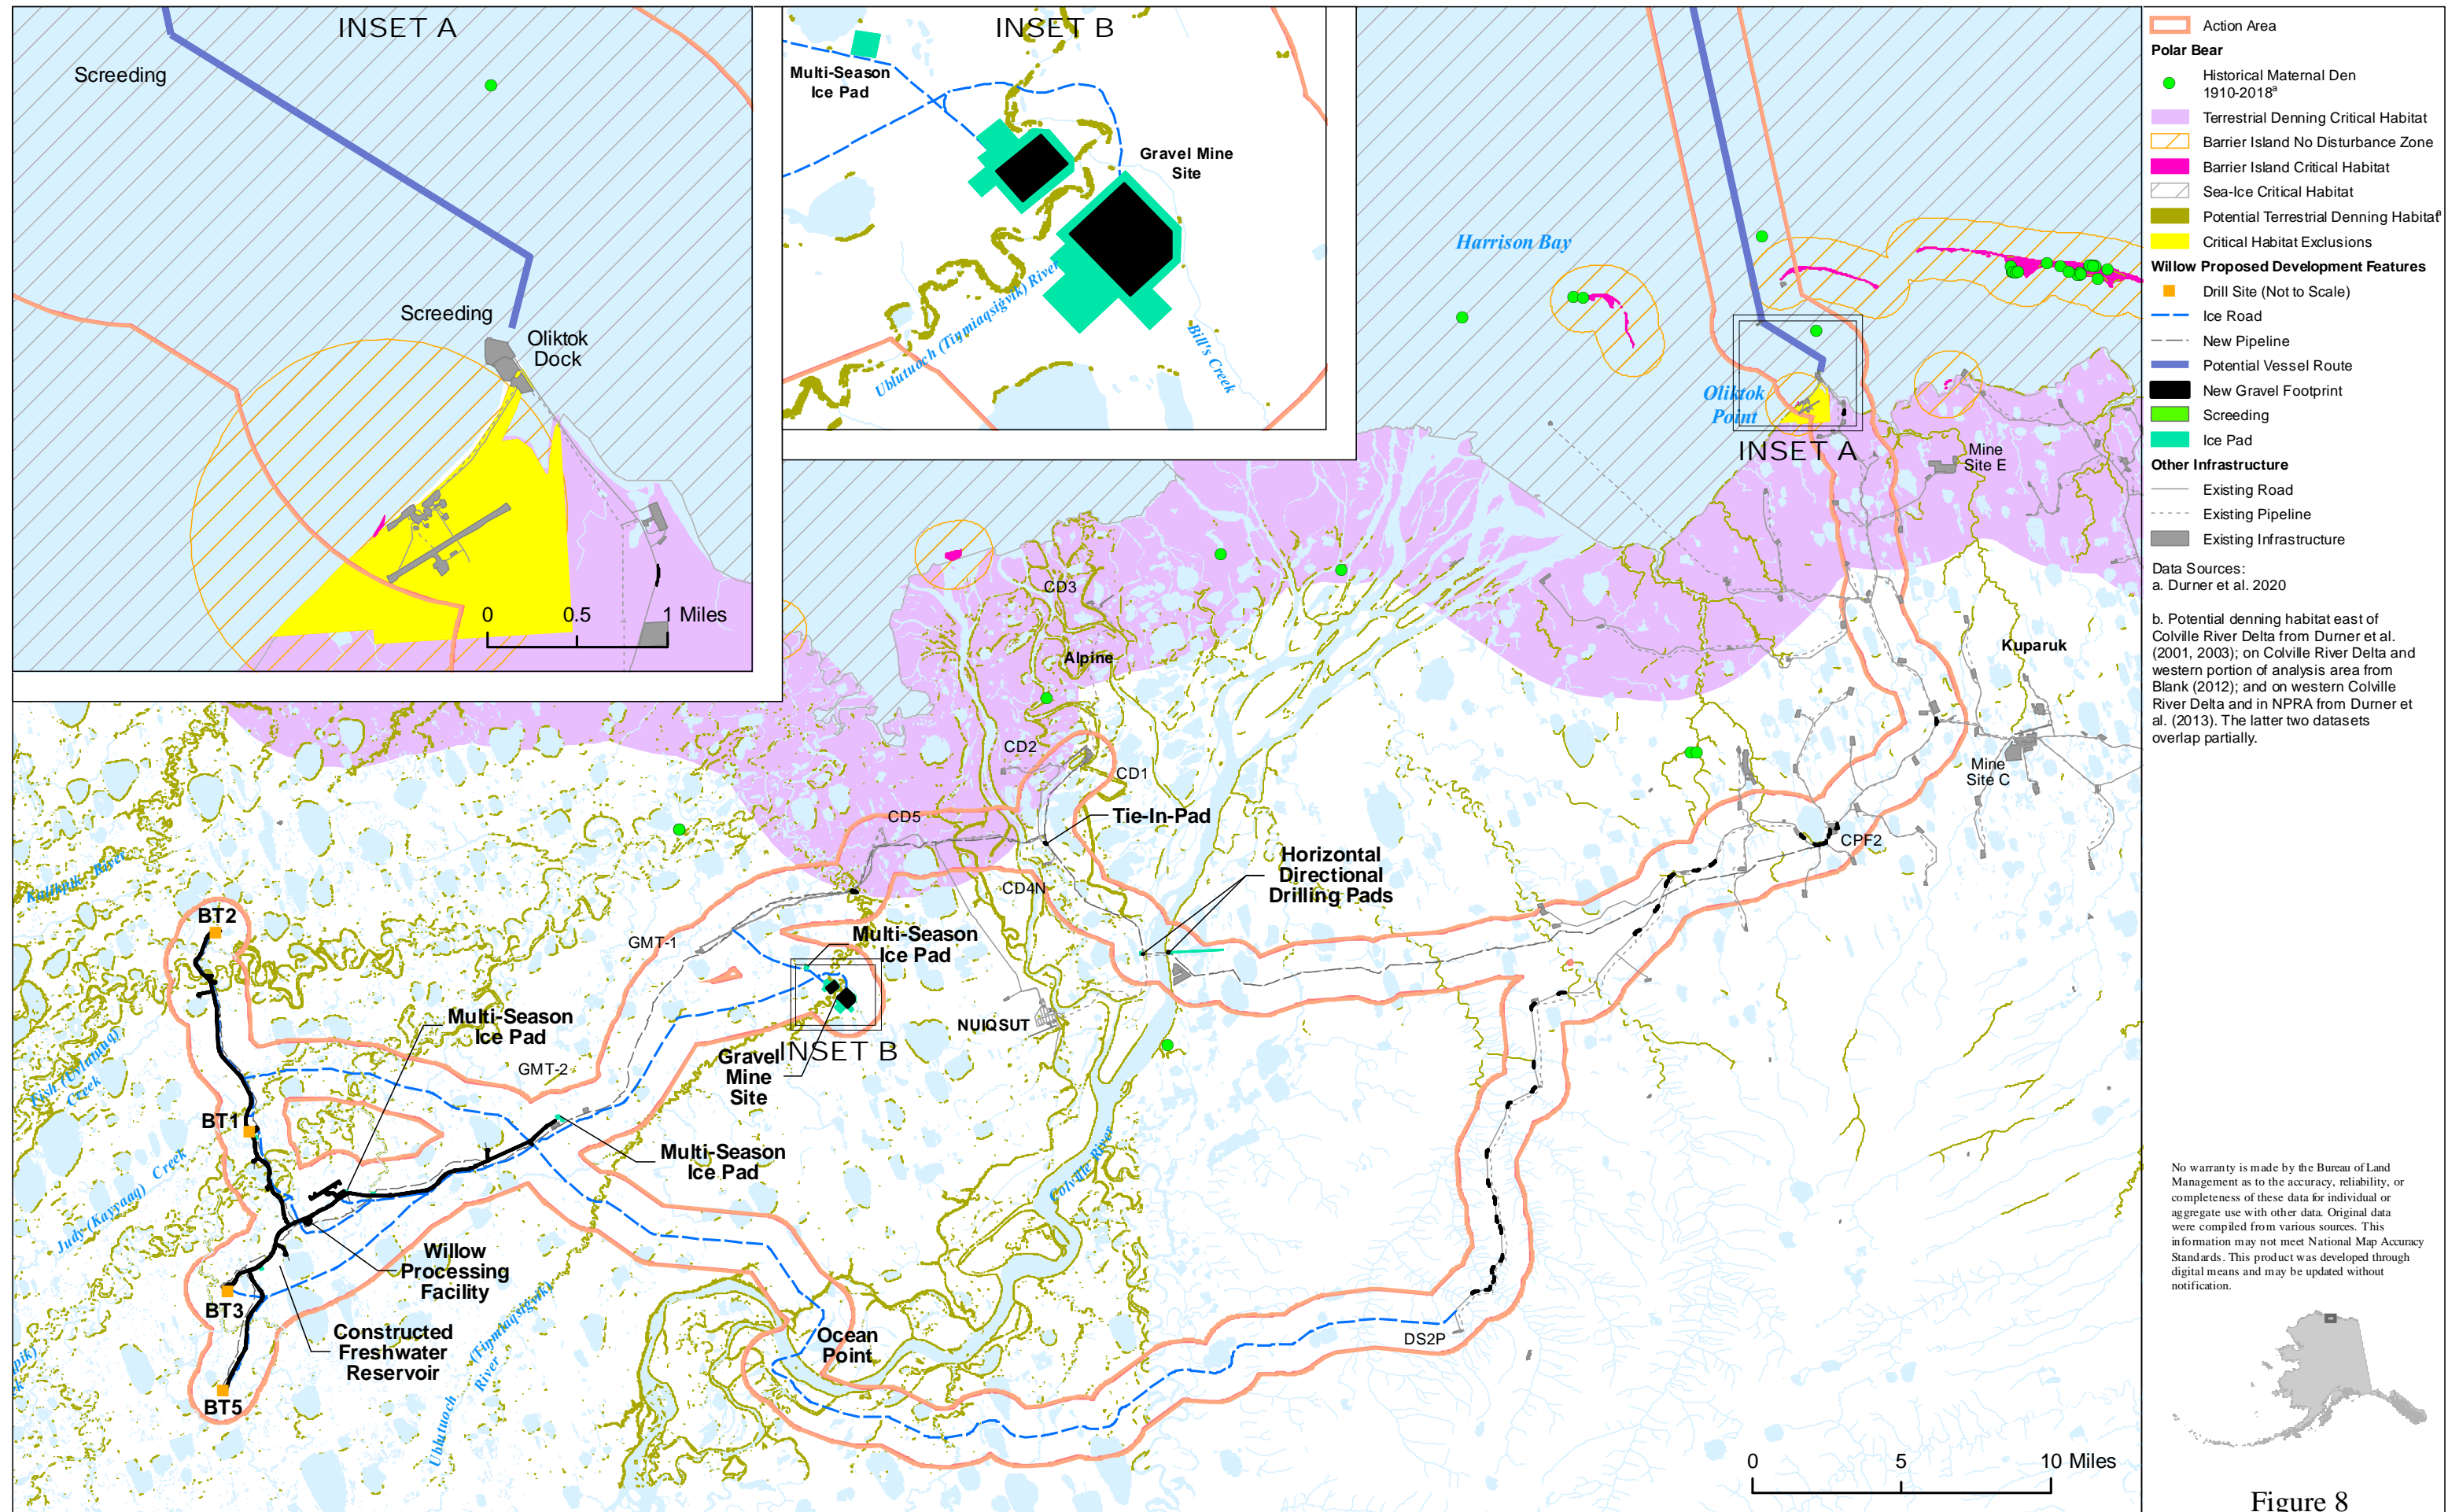 INSET A
Screeding
Screeding
Oliktok
Dock
0 0.5 1 Miles
INSET B
Multi-Season
Ice Pad
Gravel Mine
Site
Ublutuoch (Tiŋmiaqsiġvik) River
Bill's Creek
Harrison Bay
Oliktok
Point
INSET A
Mine
Site E
CD3
Alpine
Kuparuk
CD2
CD1
Mine
Site C
CD5
Tie-In-Pad
CPF2
Horizontal
Directional
Drilling Pads
CD4N
BT2
GMT-1
Multi-Season
Ice Pad
Multi-Season
Ice Pad
NUIQSUT
INSET B
GMT-2
Gravel
Mine
Site
Creek
BT1
Judy (Kayyaaq) Creek
Multi-Season
Ice Pad
Colville River
Willow
Processing
Facility
BT3
Constructed
Freshwater
Reservoir
Ocean
Point
DS2P
BT5
Ublutuoch (Tiŋmiaqsiġvik)
River
0 5 10 Miles
Action Area
Polar Bear
Historical Maternal Den
1910-2018a
Terrestrial Denning Critical Habitat
Barrier Island No Disturbance Zone
Barrier Island Critical Habitat
Sea-Ice Critical Habitat
Potential Terrestrial Denning Habitat
Critical Habitat Exclusions
Willow Proposed Development Features
Drill Site (Not to Scale)
Ice Road
New Pipeline
Potential Vessel Route
New Gravel Footprint
Screeding
Ice Pad
Other Infrastructure
Existing Road
Existing Pipeline
Existing Infrastructure
Data Sources:
a. Durner et al. 2020
b. Potential denning habitat east of
Colville River Delta from Durner et al.
(2001, 2003); on Colville River Delta and
western portion of analysis area from
Blank (2012); and on western Colville
River Delta and in NPRA from Durner et
al. (2013). The latter two datasets
overlap partially.
No warranty is made by the Bureau of Land
Management as to the accuracy, reliability, or
completeness of these data for individual or
aggregate use with other data. Original data
were compiled from various sources. This
information may not meet National Map Accuracy
Standards. This product was developed through
digital means and may be updated without
notification.
Figure 8